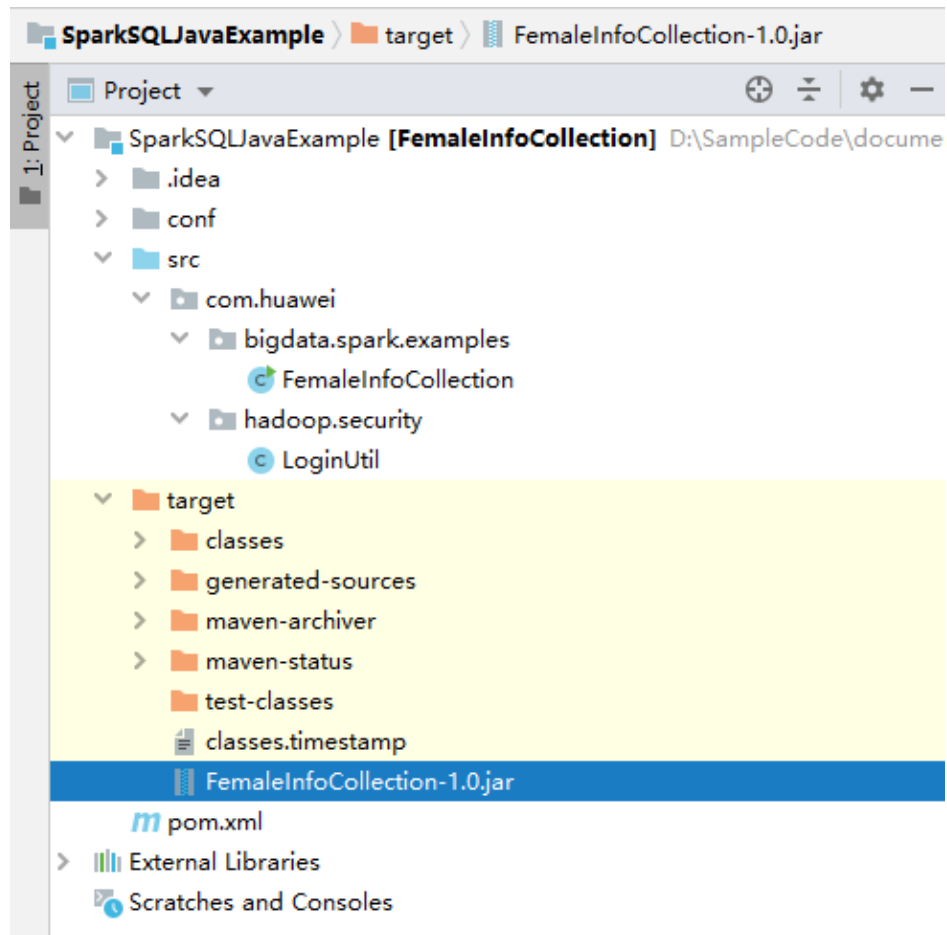 SparkSQLJavaExample target FemaleInfoCollection-1.0.jar
1: Project
Project
SparkSQLJavaExample [FemaleInfoCollection] D:\SampleCode\docume
.idea
conf
src
com.huawei
bigdata.spark.examples
FemaleInfoCollection
hadoop.security
LoginUtil
target
classes
generated-sources
maven-archiver
maven-status
test-classes
classes.timestamp
FemaleInfoCollection-1.0.jar
pom.xml
External Libraries
Scratches and Consoles